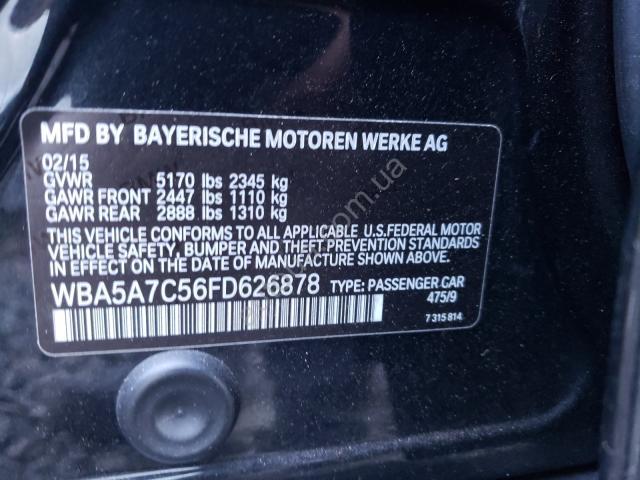 MFD BY BAYERISCHE MOTOREN WERKE AG
02/15
GVWR 5170 lbs 2345 kg
GAWR FRONT 2447 lbs 1110 kg
GAWR REAR 2888 lbs 1310 kg
THIS VEHICLE CONFORMS TO ALL APPLICABLE U.S.FEDERAL MOTOR
VEHICLE SAFETY, BUMPER AND THEFT PREVENTION STANDARDS
IN EFFECT ON THE DATE OF MANUFACTURE SHOWN ABOVE.
WBA5A7C56FD626878 TYPE: PASSENGER CAR
475/9
7 315 814